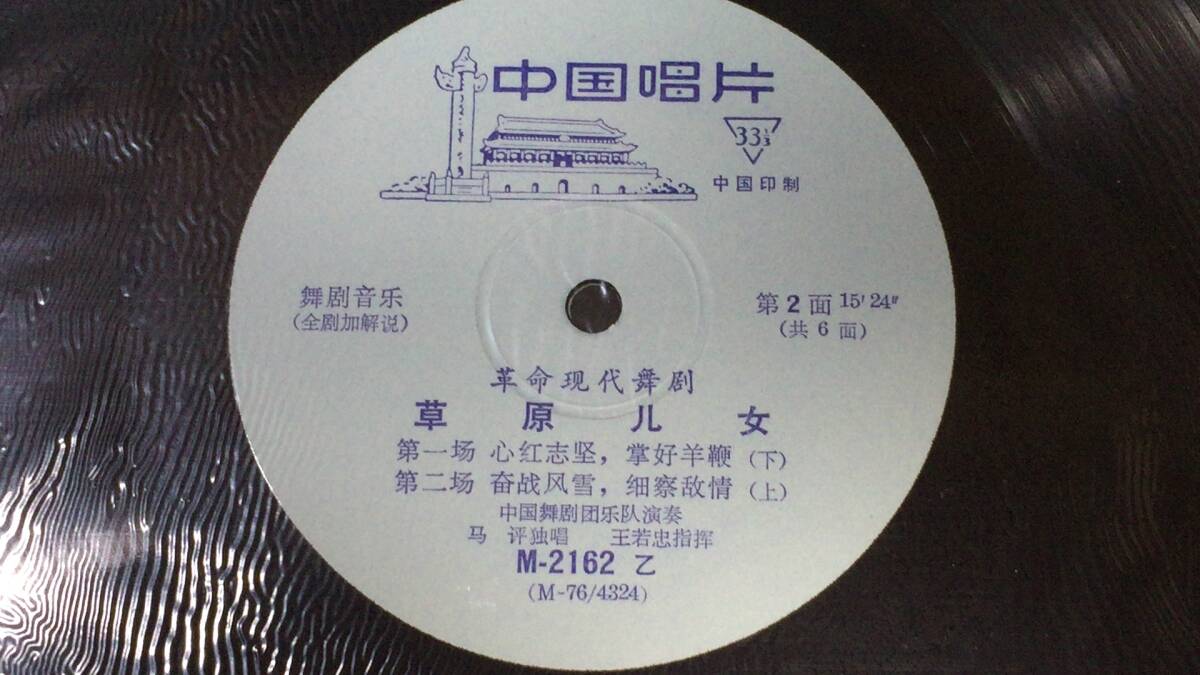 中国唱片
33⅓
中国印制
舞剧音乐
(全剧加解说)
第2面 15′24″
(共6面)
革命现代舞剧
草原儿女
第一场 心红志坚，掌好羊鞭（下）
第二场 奋战风雪，细察敌情（上）
中国舞剧团乐队演奏
马 评独唱 王若忠指挥
M-2162 乙
(M-76/4324)